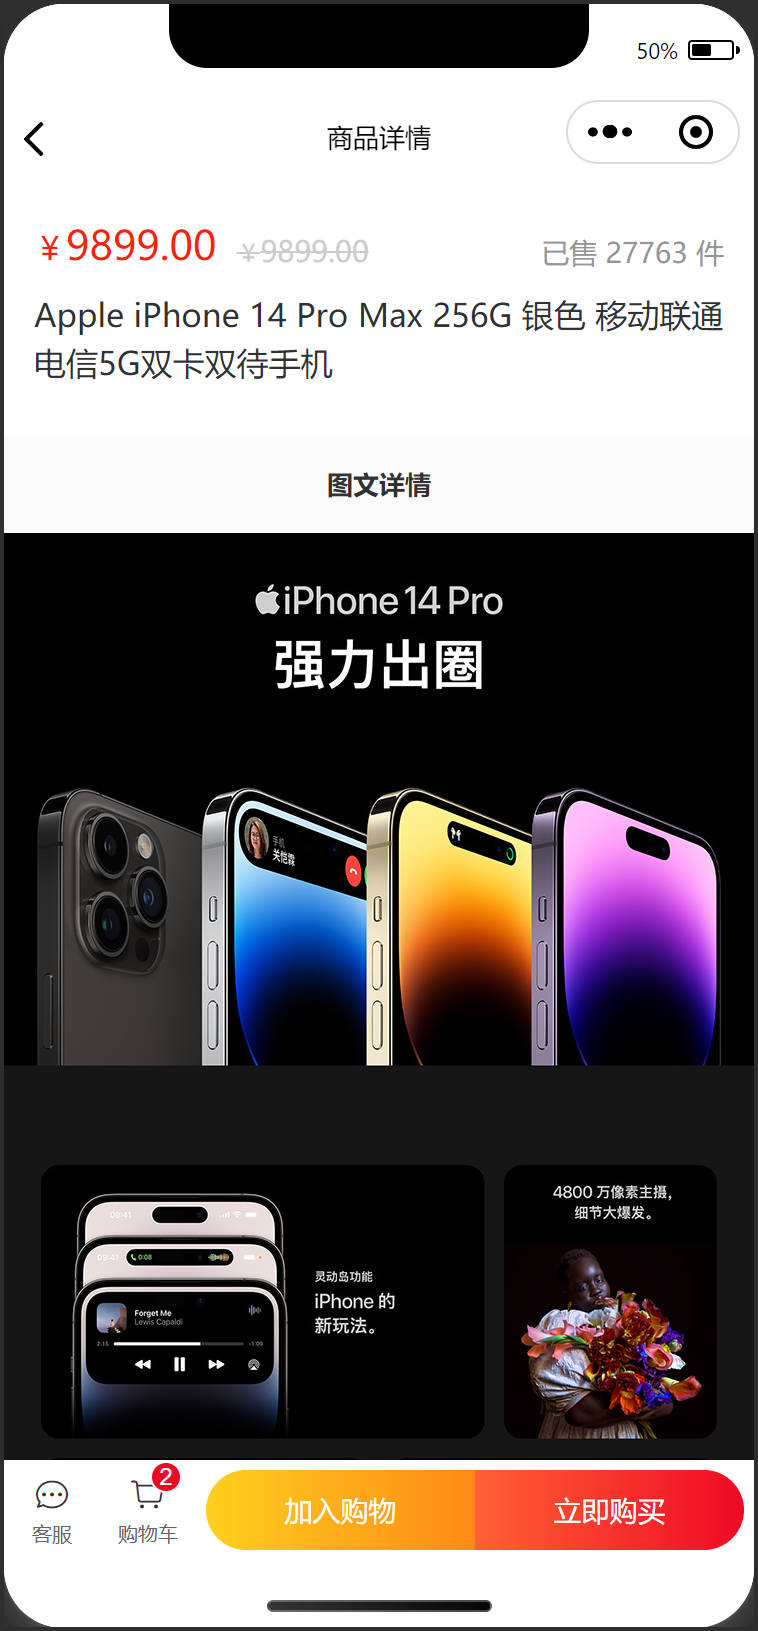 50%
商品详情
￥9899.00 ￥9899.00 已售 27763 件
Apple iPhone 14 Pro Max 256G 银色 移动联通
电信5G双卡双待手机
图文详情
iPhone 14 Pro
强力出圈
手机
关恺霖
09:41
09:41 0:08
Forget Me
Lewis Capaldi
2:15 -1:09
灵动岛功能
iPhone 的
新玩法。
4800 万像素主摄，
细节大爆发。
客服
2
购物车
加入购物
立即购买